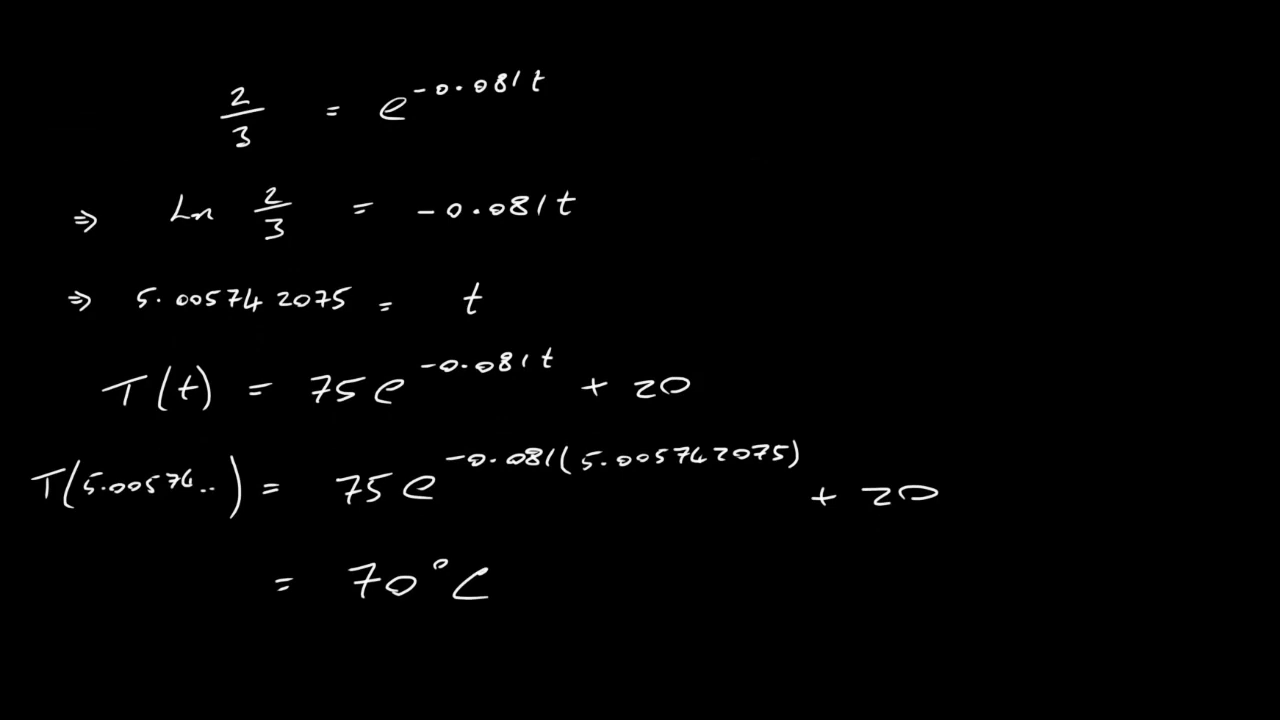 2/3 = e^(-0.081t)
⇒ Ln 2/3 = -0.081t
⇒ 5.005742075 = t
T(t) = 75e^(-0.081t) + 20
T(5.00574..) = 75e^(-0.081(5.005742075)) + 20
= 70°C